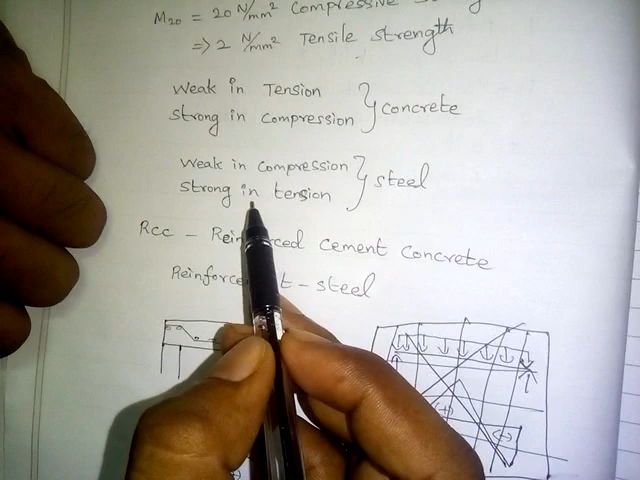 M20 = 20 N/mm² Compressive
=> 2 N/mm² Tensile strength
Weak in Tension
strong in compression } concrete
Weak in compression
strong in tension } steel
RCC - Reinforced cement concrete
- steel
(+)
(-)